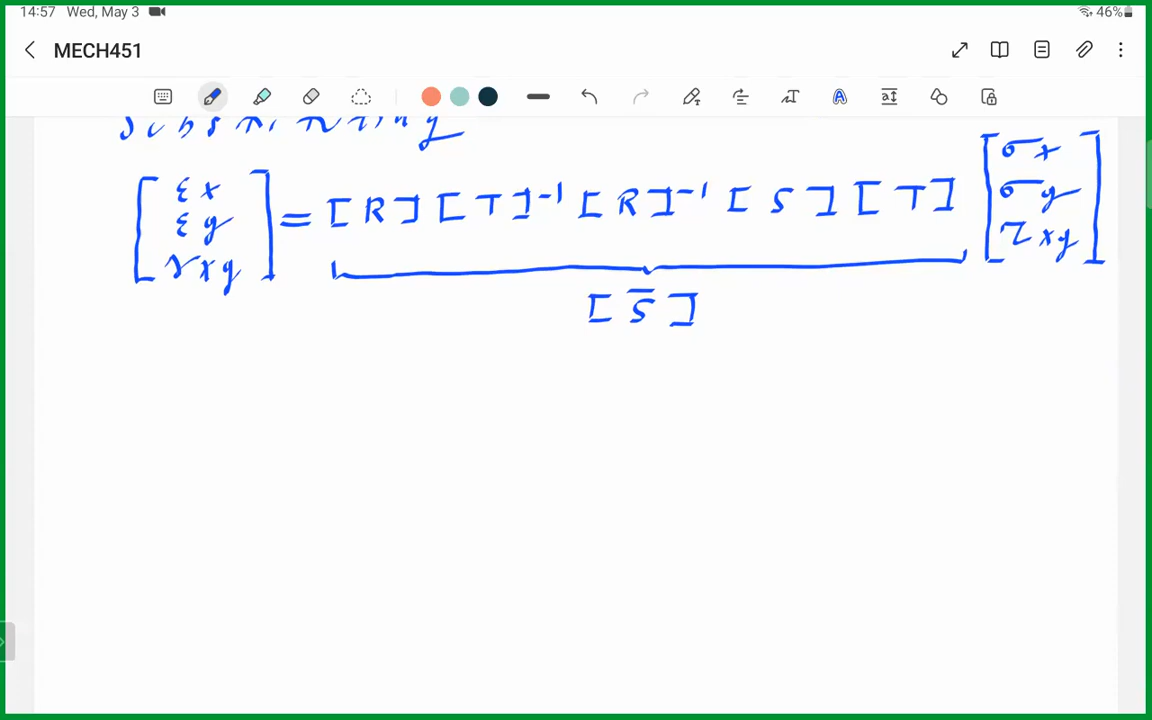 14:57 Wed, May 3
46%
MECH451
Substituting
[εx εy γxy] = [R][T]⁻¹[R]⁻¹[S][T] [σx σy τxy]
[S̄]